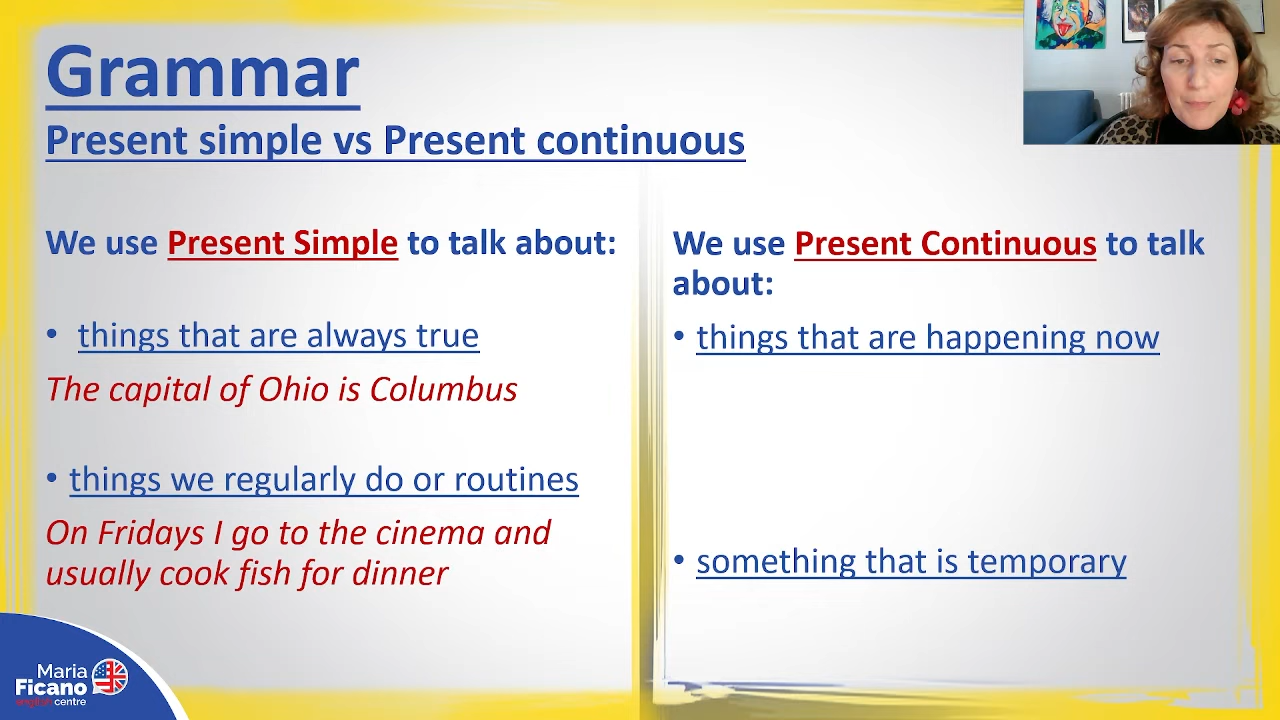 Grammar
Present simple vs Present continuous
We use Present Simple to talk about:
• things that are always true
The capital of Ohio is Columbus
• things we regularly do or routines
On Fridays I go to the cinema and
usually cook fish for dinner
We use Present Continuous to talk
about:
• things that are happening now
• something that is temporary
Maria
Ficano
english centre